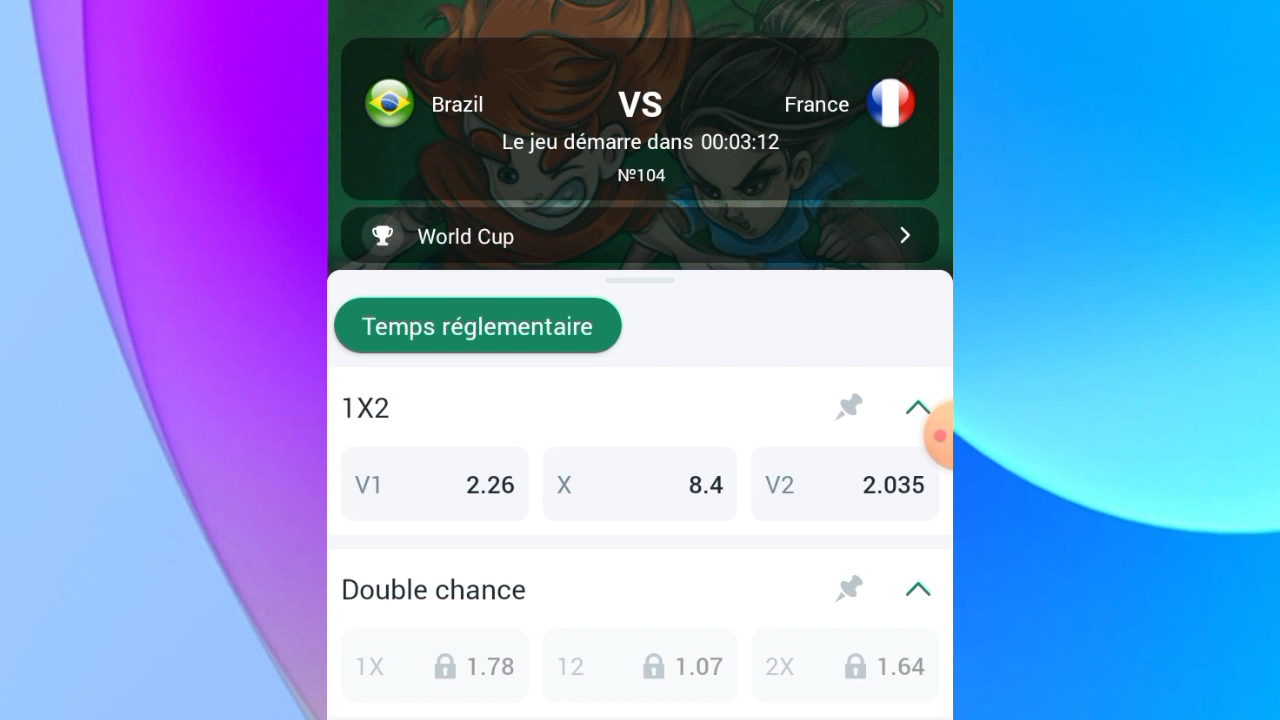 Brazil VS France
Le jeu démarre dans 00:03:12
№104
World Cup
Temps réglementaire
1X2
V1 2.26 X 8.4 V2 2.035
Double chance
1X 1.78 12 1.07 2X 1.64